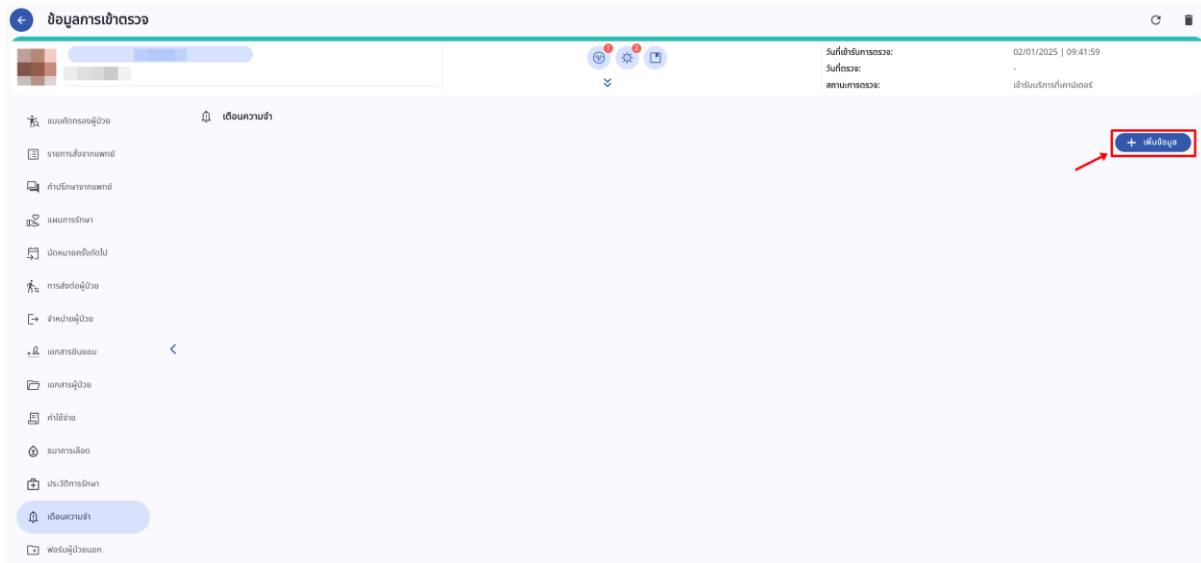 ข้อมูลการเข้าตรวจ
1
2
วันที่เข้ารับการตรวจ: 02/01/2025 | 09:41:59
วันที่ตรวจ: -
สถานะการตรวจ: เข้ารับบริการที่เคาน์เตอร์
เตือนความจำ
+ เพิ่มข้อมูล
แบบคัดกรองผู้ป่วย
รายการสั่งจากแพทย์
คำปรึกษาจากแพทย์
แผนการรักษา
นัดหมายครั้งถัดไป
การส่งต่อผู้ป่วย
จำหน่ายผู้ป่วย
เอกสารยินยอม
เอกสารผู้ป่วย
ค่าใช้จ่าย
ธนาคารเลือด
ประวัติการรักษา
เตือนความจำ
ฟอร์มผู้ป่วยนอก